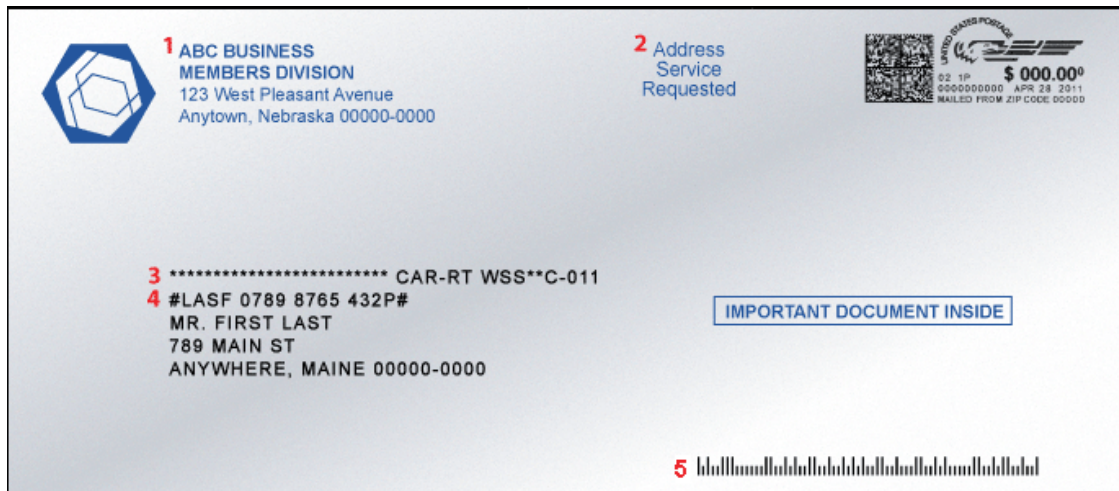 1 ABC BUSINESS
MEMBERS DIVISION
123 West Pleasant Avenue
Anytown, Nebraska 00000-0000
2 Address
Service
Requested
UNITED STATES POSTAGE
02 1P $ 000.00⁰
0000000000 APR 28 2011
MAILED FROM ZIP CODE 00000
3 ************************* CAR-RT WSS**C-011
4 #LASF 0789 8765 432P#
MR. FIRST LAST
789 MAIN ST
ANYWHERE, MAINE 00000-0000
IMPORTANT DOCUMENT INSIDE
5